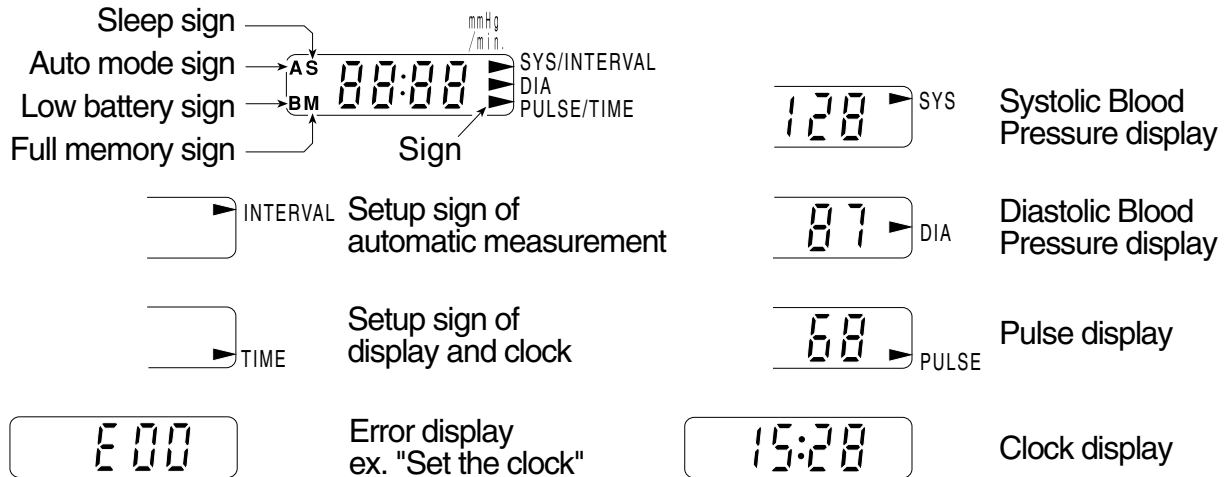 Sleep sign
mmHg
/min.
Auto mode sign
AS
88:88
SYS/INTERVAL
DIA
Low battery sign
BM
PULSE/TIME
Full memory sign
Sign
128
SYS
Systolic Blood
Pressure display
INTERVAL
Setup sign of
automatic measurement
87
DIA
Diastolic Blood
Pressure display
TIME
Setup sign of
display and clock
68
PULSE
Pulse display
E00
Error display
ex. "Set the clock"
15:28
Clock display